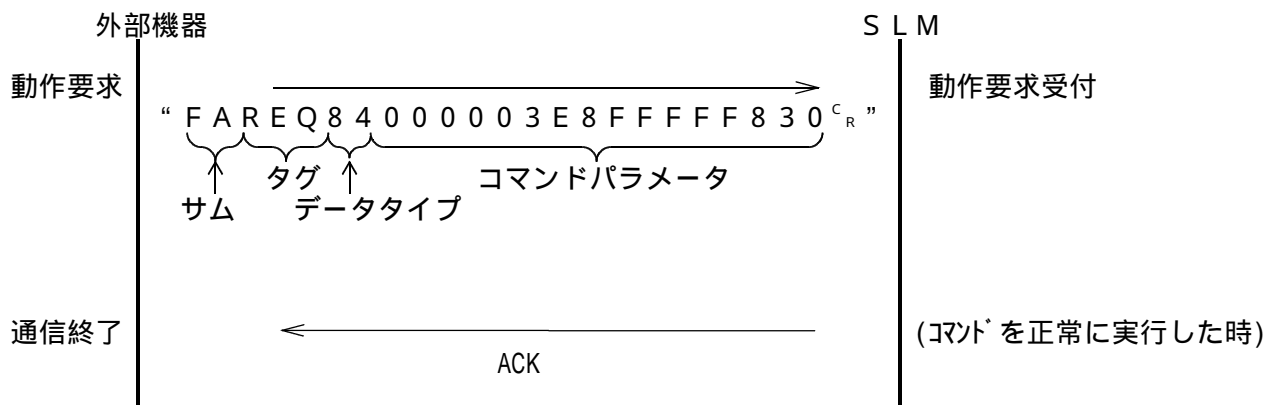 外部機器 ＳＬＭ
動作要求 動作要求受付
“ＦＡＲＥＱ８４０００００３Ｅ８ＦＦＦＦＦ８３０CR”
タグ コマンドパラメータ
サム データタイプ
通信終了 (ｺﾏﾝﾄﾞを正常に実行した時)
ACK